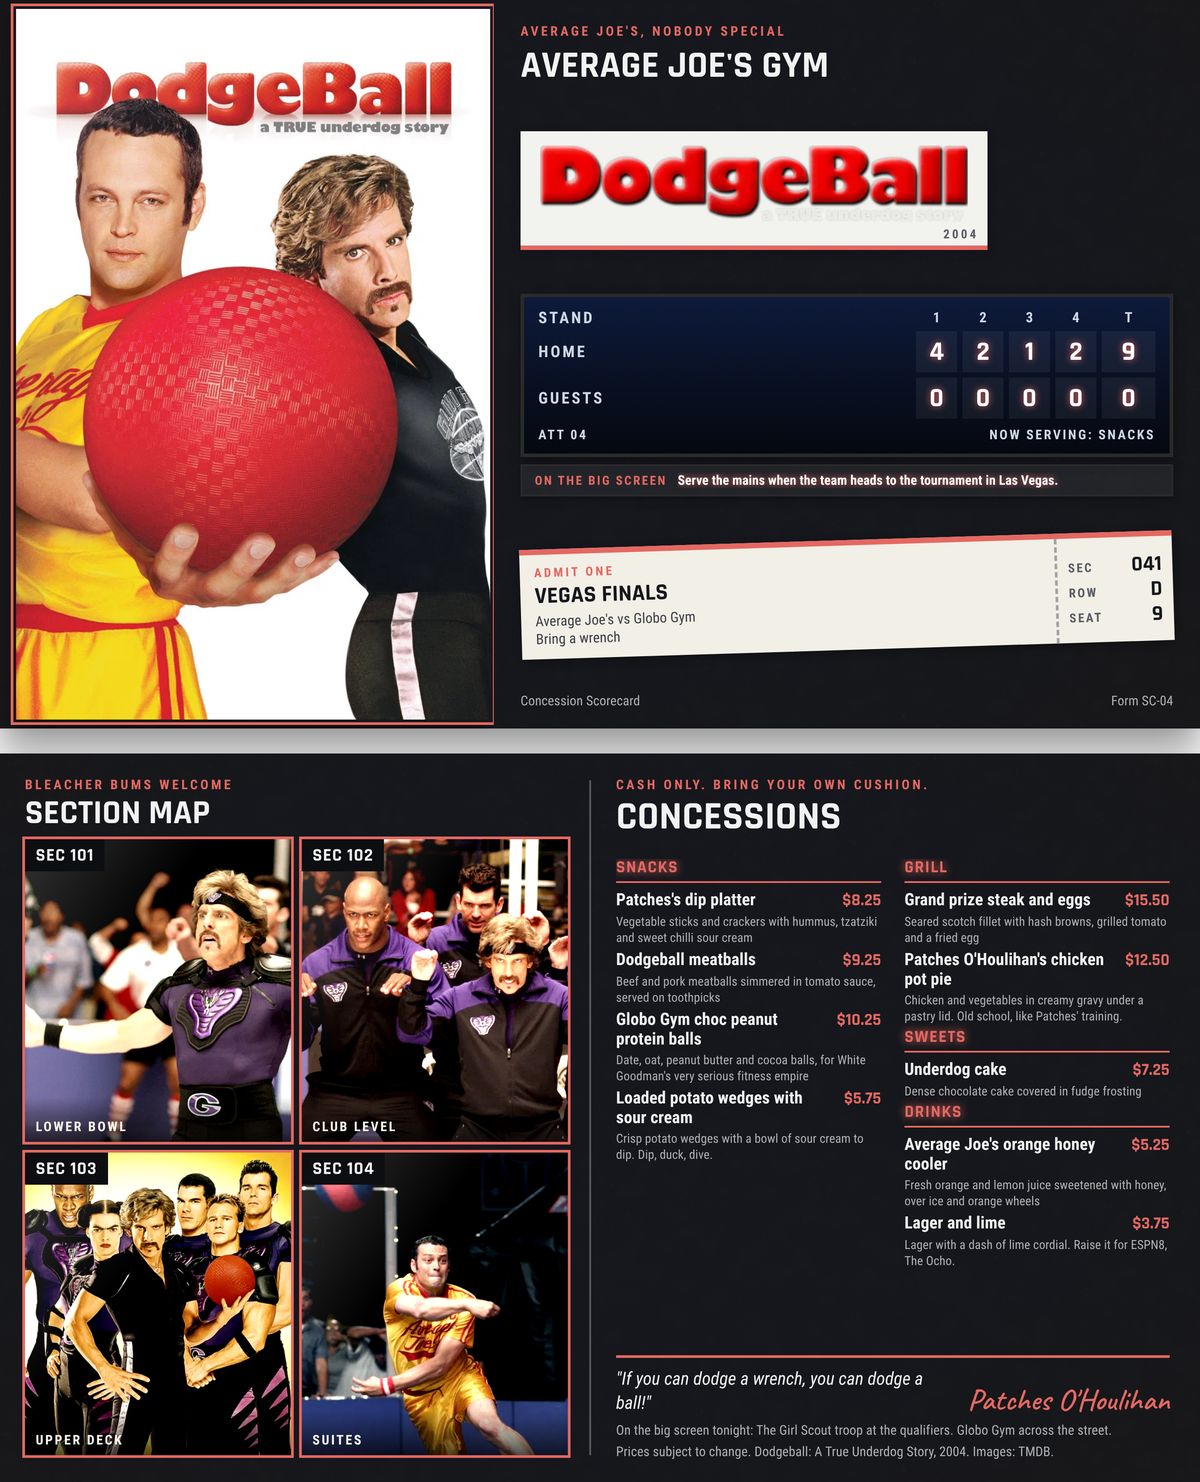 DodgeBall
a TRUE underdog story
AVERAGE JOE'S, NOBODY SPECIAL
AVERAGE JOE'S GYM
DodgeBall
a TRUE underdog story
2004
STAND 1 2 3 4 T
HOME 4 2 1 2 9
GUESTS 0 0 0 0 0
ATT 04 NOW SERVING: SNACKS
ON THE BIG SCREEN Serve the mains when the team heads to the tournament in Las Vegas.
ADMIT ONE
VEGAS FINALS
Average Joe's vs Globo Gym
Bring a wrench
SEC 041
ROW D
SEAT 9
Concession Scorecard Form SC-04
BLEACHER BUMS WELCOME
SECTION MAP
SEC 101
LOWER BOWL
SEC 102
CLUB LEVEL
SEC 103
UPPER DECK
SEC 104
Average
Joe's
SUITES
CASH ONLY. BRING YOUR OWN CUSHION.
CONCESSIONS
SNACKS
Patches's dip platter $8.25
Vegetable sticks and crackers with hummus, tzatziki
and sweet chilli sour cream
Dodgeball meatballs $9.25
Beef and pork meatballs simmered in tomato sauce,
served on toothpicks
Globo Gym choc peanut $10.25
protein balls
Date, oat, peanut butter and cocoa balls, for White
Goodman's very serious fitness empire
Loaded potato wedges with $5.75
sour cream
Crisp potato wedges with a bowl of sour cream to
dip. Dip, duck, dive.
GRILL
Grand prize steak and eggs $15.50
Seared scotch fillet with hash browns, grilled tomato
and a fried egg
Patches O'Houlihan's chicken $12.50
pot pie
Chicken and vegetables in creamy gravy under a
pastry lid. Old school, like Patches' training.
SWEETS
Underdog cake $7.25
Dense chocolate cake covered in fudge frosting
DRINKS
Average Joe's orange honey $5.25
cooler
Fresh orange and lemon juice sweetened with honey,
over ice and orange wheels
Lager and lime $3.75
Lager with a dash of lime cordial. Raise it for ESPN8,
The Ocho.
"If you can dodge a wrench, you can dodge a
ball!"
Patches O'Houlihan
On the big screen tonight: The Girl Scout troop at the qualifiers. Globo Gym across the street.
Prices subject to change. Dodgeball: A True Underdog Story, 2004. Images: TMDB.